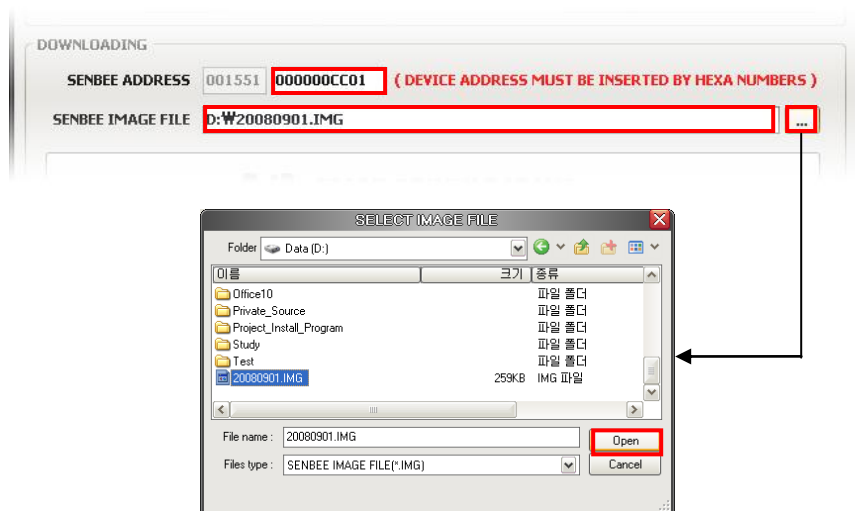 DOWNLOADING
SENBEE ADDRESS 001551 000000CC01 ( DEVICE ADDRESS MUST BE INSERTED BY HEXA NUMBERS )
SENBEE IMAGE FILE D:₩20080901.IMG ...
SELECT IMAGE FILE
Folder Data (D:)
이름 크기 종류
Office10 파일 폴더
Private_Source 파일 폴더
Project_Install_Program 파일 폴더
Study 파일 폴더
Test 파일 폴더
20080901.IMG 259KB IMG 파일
File name : 20080901.IMG Open
Files type : SENBEE IMAGE FILE(*.IMG) Cancel